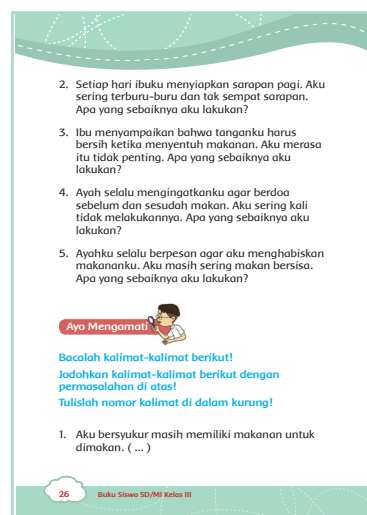 2. Setiap hari ibuku menyiapkan sarapan pagi. Aku
sering terburu-buru dan tak sempat sarapan.
Apa yang sebaiknya aku lakukan?
3. Ibu menyampaikan bahwa tanganku harus
bersih ketika menyentuh makanan. Aku merasa
itu tidak penting. Apa yang sebaiknya aku
lakukan?
4. Ayah selalu mengingatkanku agar berdoa
sebelum dan sesudah makan. Aku sering kali
tidak melakukannya. Apa yang sebaiknya aku
lakukan?
5. Ayahku selalu berpesan agar aku menghabiskan
makananku. Aku masih sering makan bersisa.
Apa yang sebaiknya aku lakukan?
Ayo Mengamati
Bacalah kalimat-kalimat berikut!
Jodohkan kalimat-kalimat berikut dengan
permasalahan di atas!
Tulislah nomor kalimat di dalam kurung!
1. Aku bersyukur masih memiliki makanan untuk
dimakan. ( ... )
26 Buku Siswa SD/MI Kelas III